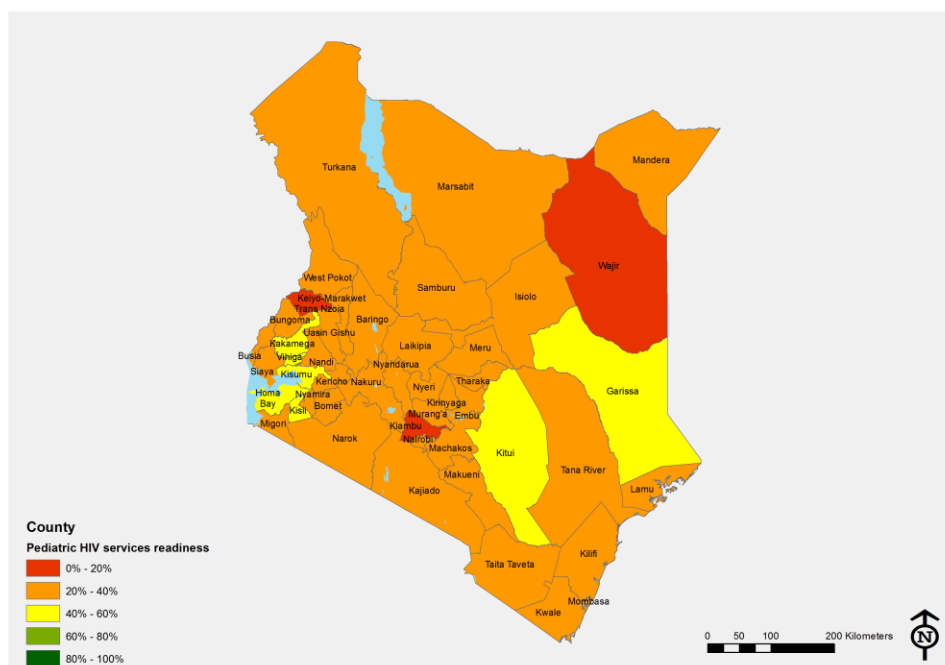 Mandera
Turkana
Marsabit
Wajir
West Pokot
Samburu
Isiolo
Keiyo-Marakwet
Trans Nzoia
Bungoma
Baringo
Uasin Gishu
Kakamega
Laikipia
Meru
Busia
Vihiga
Nandi
Nyandarua
Siaya
Kisumu
Kericho
Nakuru
Tharaka
Nyeri
Garissa
Homa
Bay
Nyamira
Kirinyaga
Kisii
Bomet
Murang'a
Embu
Migori
Kiambu
Narok
Nairobi
Machakos
Kitui
Tana River
Makueni
Kajiado
Lamu
Kilifi
Taita Taveta
Mombasa
Kwale
County
Pediatric HIV services readiness
0% - 20%
20% - 40%
40% - 60%
60% - 80%
80% - 100%
0 50 100 200 Kilometers
N